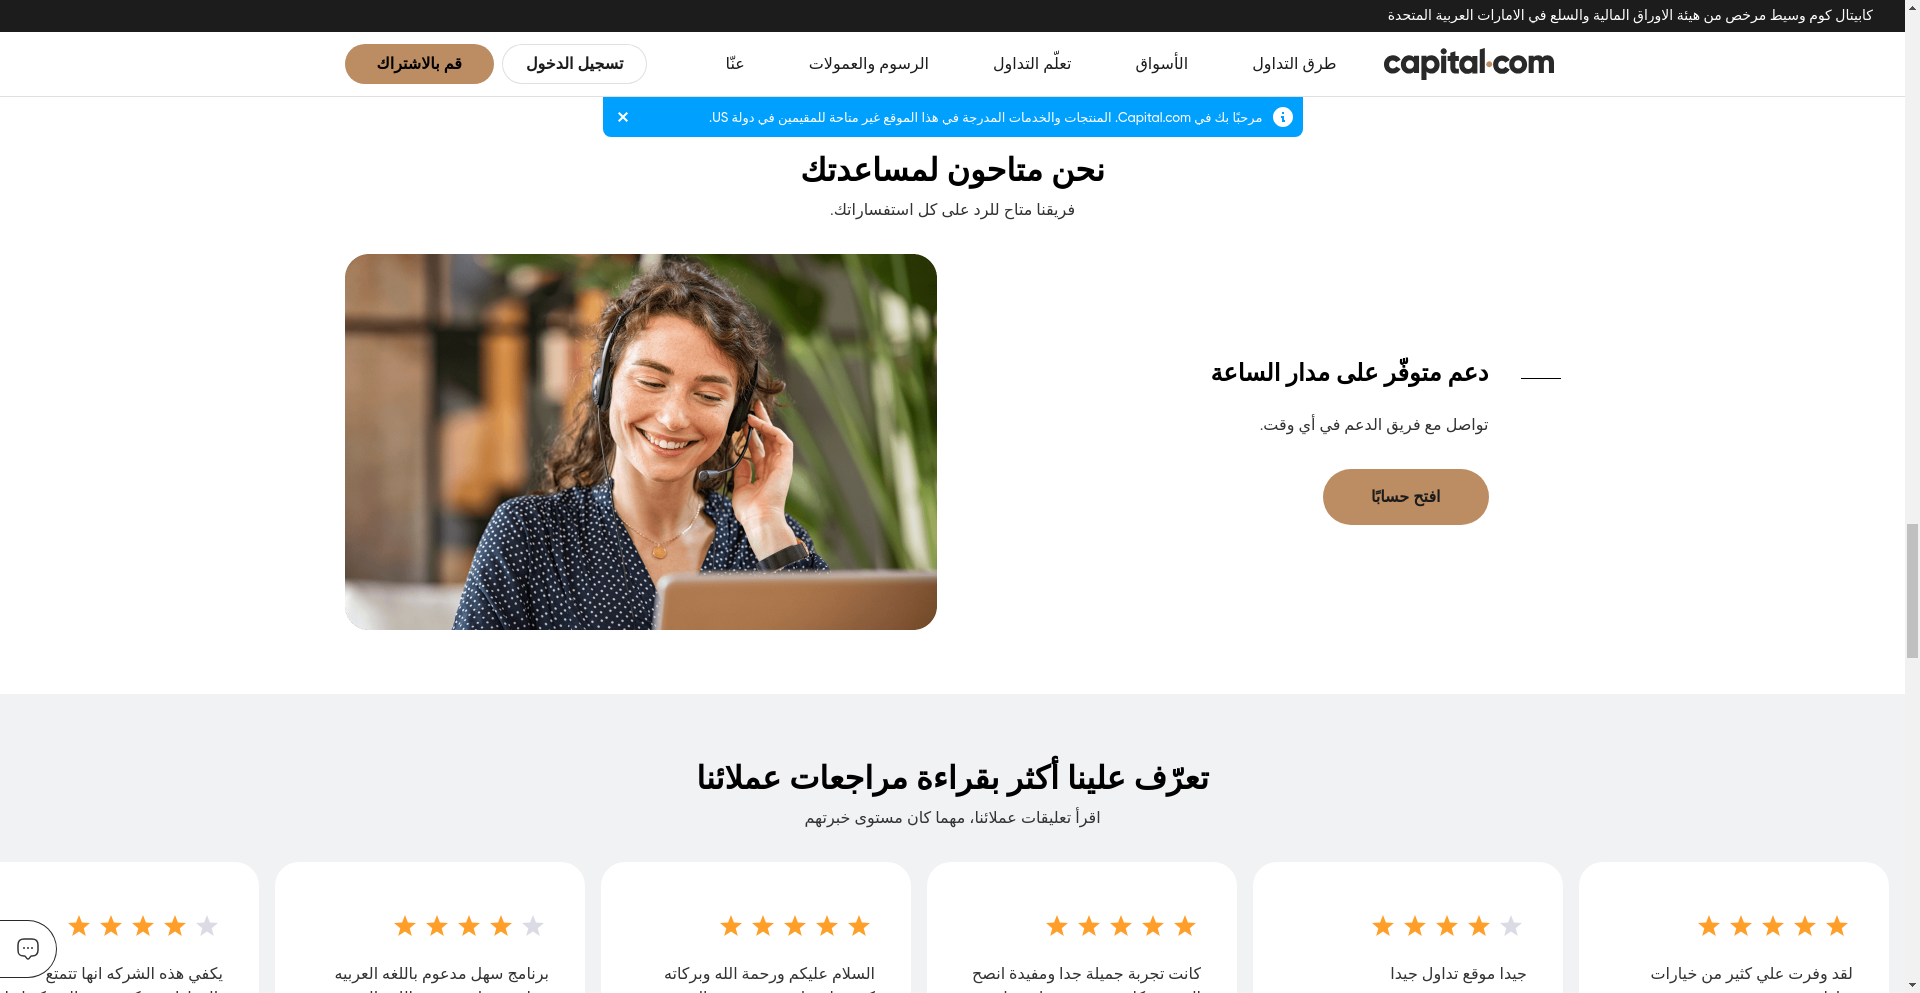 كابيتال كوم وسيط مرخص من هيئة الاوراق المالية والسلع في الامارات العربية المتحدة
capital.com
طرق التداول
الأسواق
تعلّم التداول
الرسوم والعمولات
عنّا
تسجيل الدخول
قم بالاشتراك
مرحبًا بك في Capital.com. المنتجات والخدمات المدرجة في هذا الموقع غير متاحة للمقيمين في دولة US.
نحن متاحون لمساعدتك
فريقنا متاح للرد على كل استفساراتك.
دعم متوفّر على مدار الساعة
تواصل مع فريق الدعم في أي وقت.
افتح حسابًا
تعرّف علينا أكثر بقراءة مراجعات عملائنا
اقرأ تعليقات عملائنا، مهما كان مستوى خبرتهم
لقد وفرت علي كثير من خيارات
جيدا موقع تداول جيدا
كانت تجربة جميلة جدا ومفيدة انصح
السلام عليكم ورحمة الله وبركاته
برنامج سهل مدعوم باللغه العربيه
يكفي هذه الشركه انها تتمتع